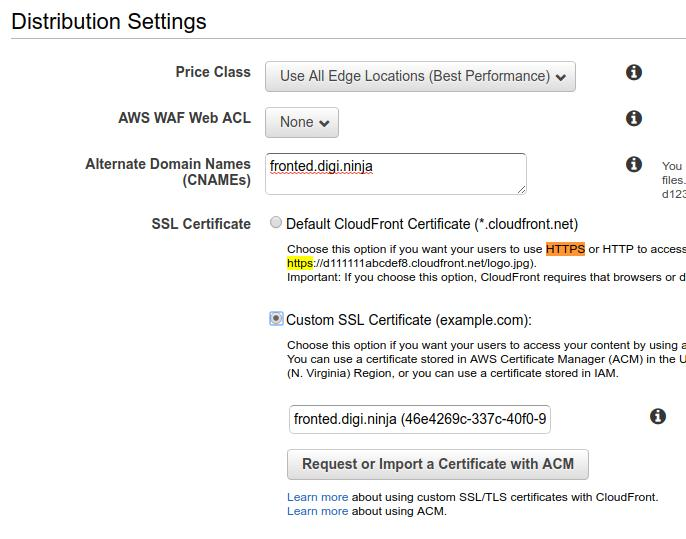 Distribution Settings
Price Class
Use All Edge Locations (Best Performance)
AWS WAF Web ACL
None
Alternate Domain Names
(CNAMEs)
fronted.digi.ninja
You
files.
d123
SSL Certificate
Default CloudFront Certificate (*.cloudfront.net)
Choose this option if you want your users to use HTTPS or HTTP to access
https://d111111abcdef8.cloudfront.net/logo.jpg).
Important: If you choose this option, CloudFront requires that browsers or d
Custom SSL Certificate (example.com):
Choose this option if you want your users to access your content by using a
You can use a certificate stored in AWS Certificate Manager (ACM) in the U
(N. Virginia) Region, or you can use a certificate stored in IAM.
fronted.digi.ninja (46e4269c-337c-40f0-9
Request or Import a Certificate with ACM
Learn more about using custom SSL/TLS certificates with CloudFront.
Learn more about using ACM.